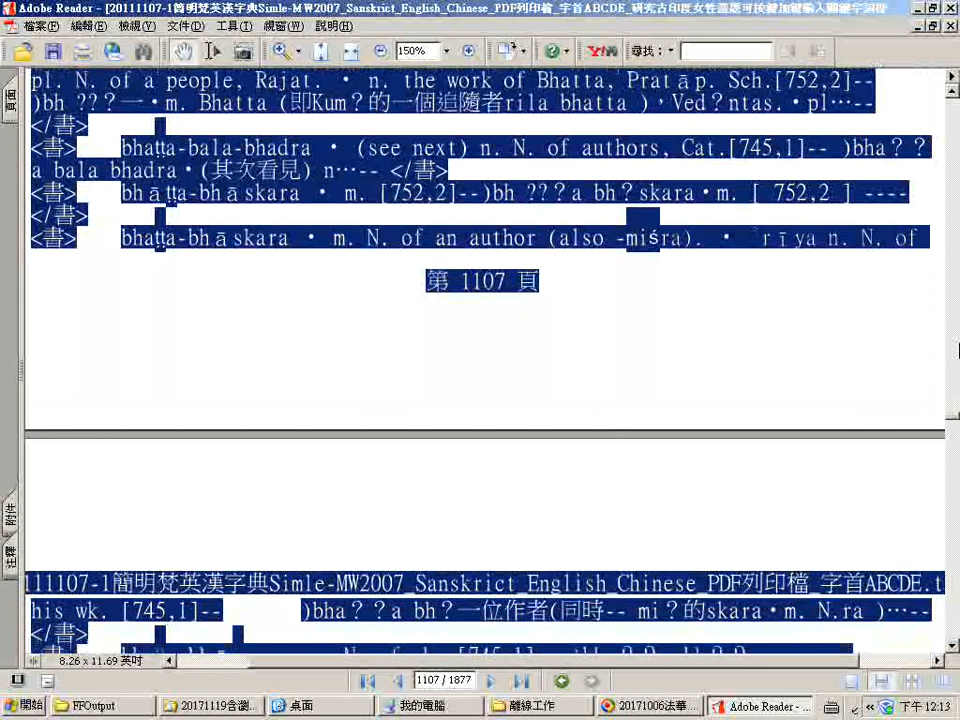 Adobe Reader - [20111107-1簡明梵英漢字典Simle-MW2007_Sanskrict_English_Chinese_PDF列印檔_字首ABCDE_研究古印度女性議題可按
檔案(F) 編輯(E) 檢視(V) 文件(D) 工具(T) 視窗(W) 說明(H)
150% 尋找:
頁面
pl. N. of a people, Rajat. ・ n. the work of Bhatta, Pratāp. Sch.[752,2]--
)bh ???一・m. Bhatta (即Kum?的一個追隨者rila bhatta )，Ved?ntas.・pl…--
</書>
<書> bhaṭṭa-bala-bhadra ・ (see next) n. N. of authors, Cat.[745,1]-- )bha??
a bala bhadra・(其次看見) n…-- </書>
<書> bhāṭṭa-bhāskara ・ m. [752,2]--)bh ???a bh?skara・m. [ 752,2 ] ----
</書>
<書> bhaṭṭa-bhāskara ・ m. N. of an author (also -miśra). ・ rīya n. N. of
第 1107 頁
附件
註釋
111107-1簡明梵英漢字典Simle-MW2007_Sanskrict_English_Chinese_PDF列印檔_字首ABCDE.t
his wk. [745,1]-- )bha??a bh?一位作者(同時-- mi?的skara・m. N.ra )…--
</書>
8.26 x 11.69 英吋
1107 / 1877
開始 FFOutput 20171119含瀏... 桌面 我的電腦 離線工作 20171006法華... Adobe Reader - ... 下午 12:13